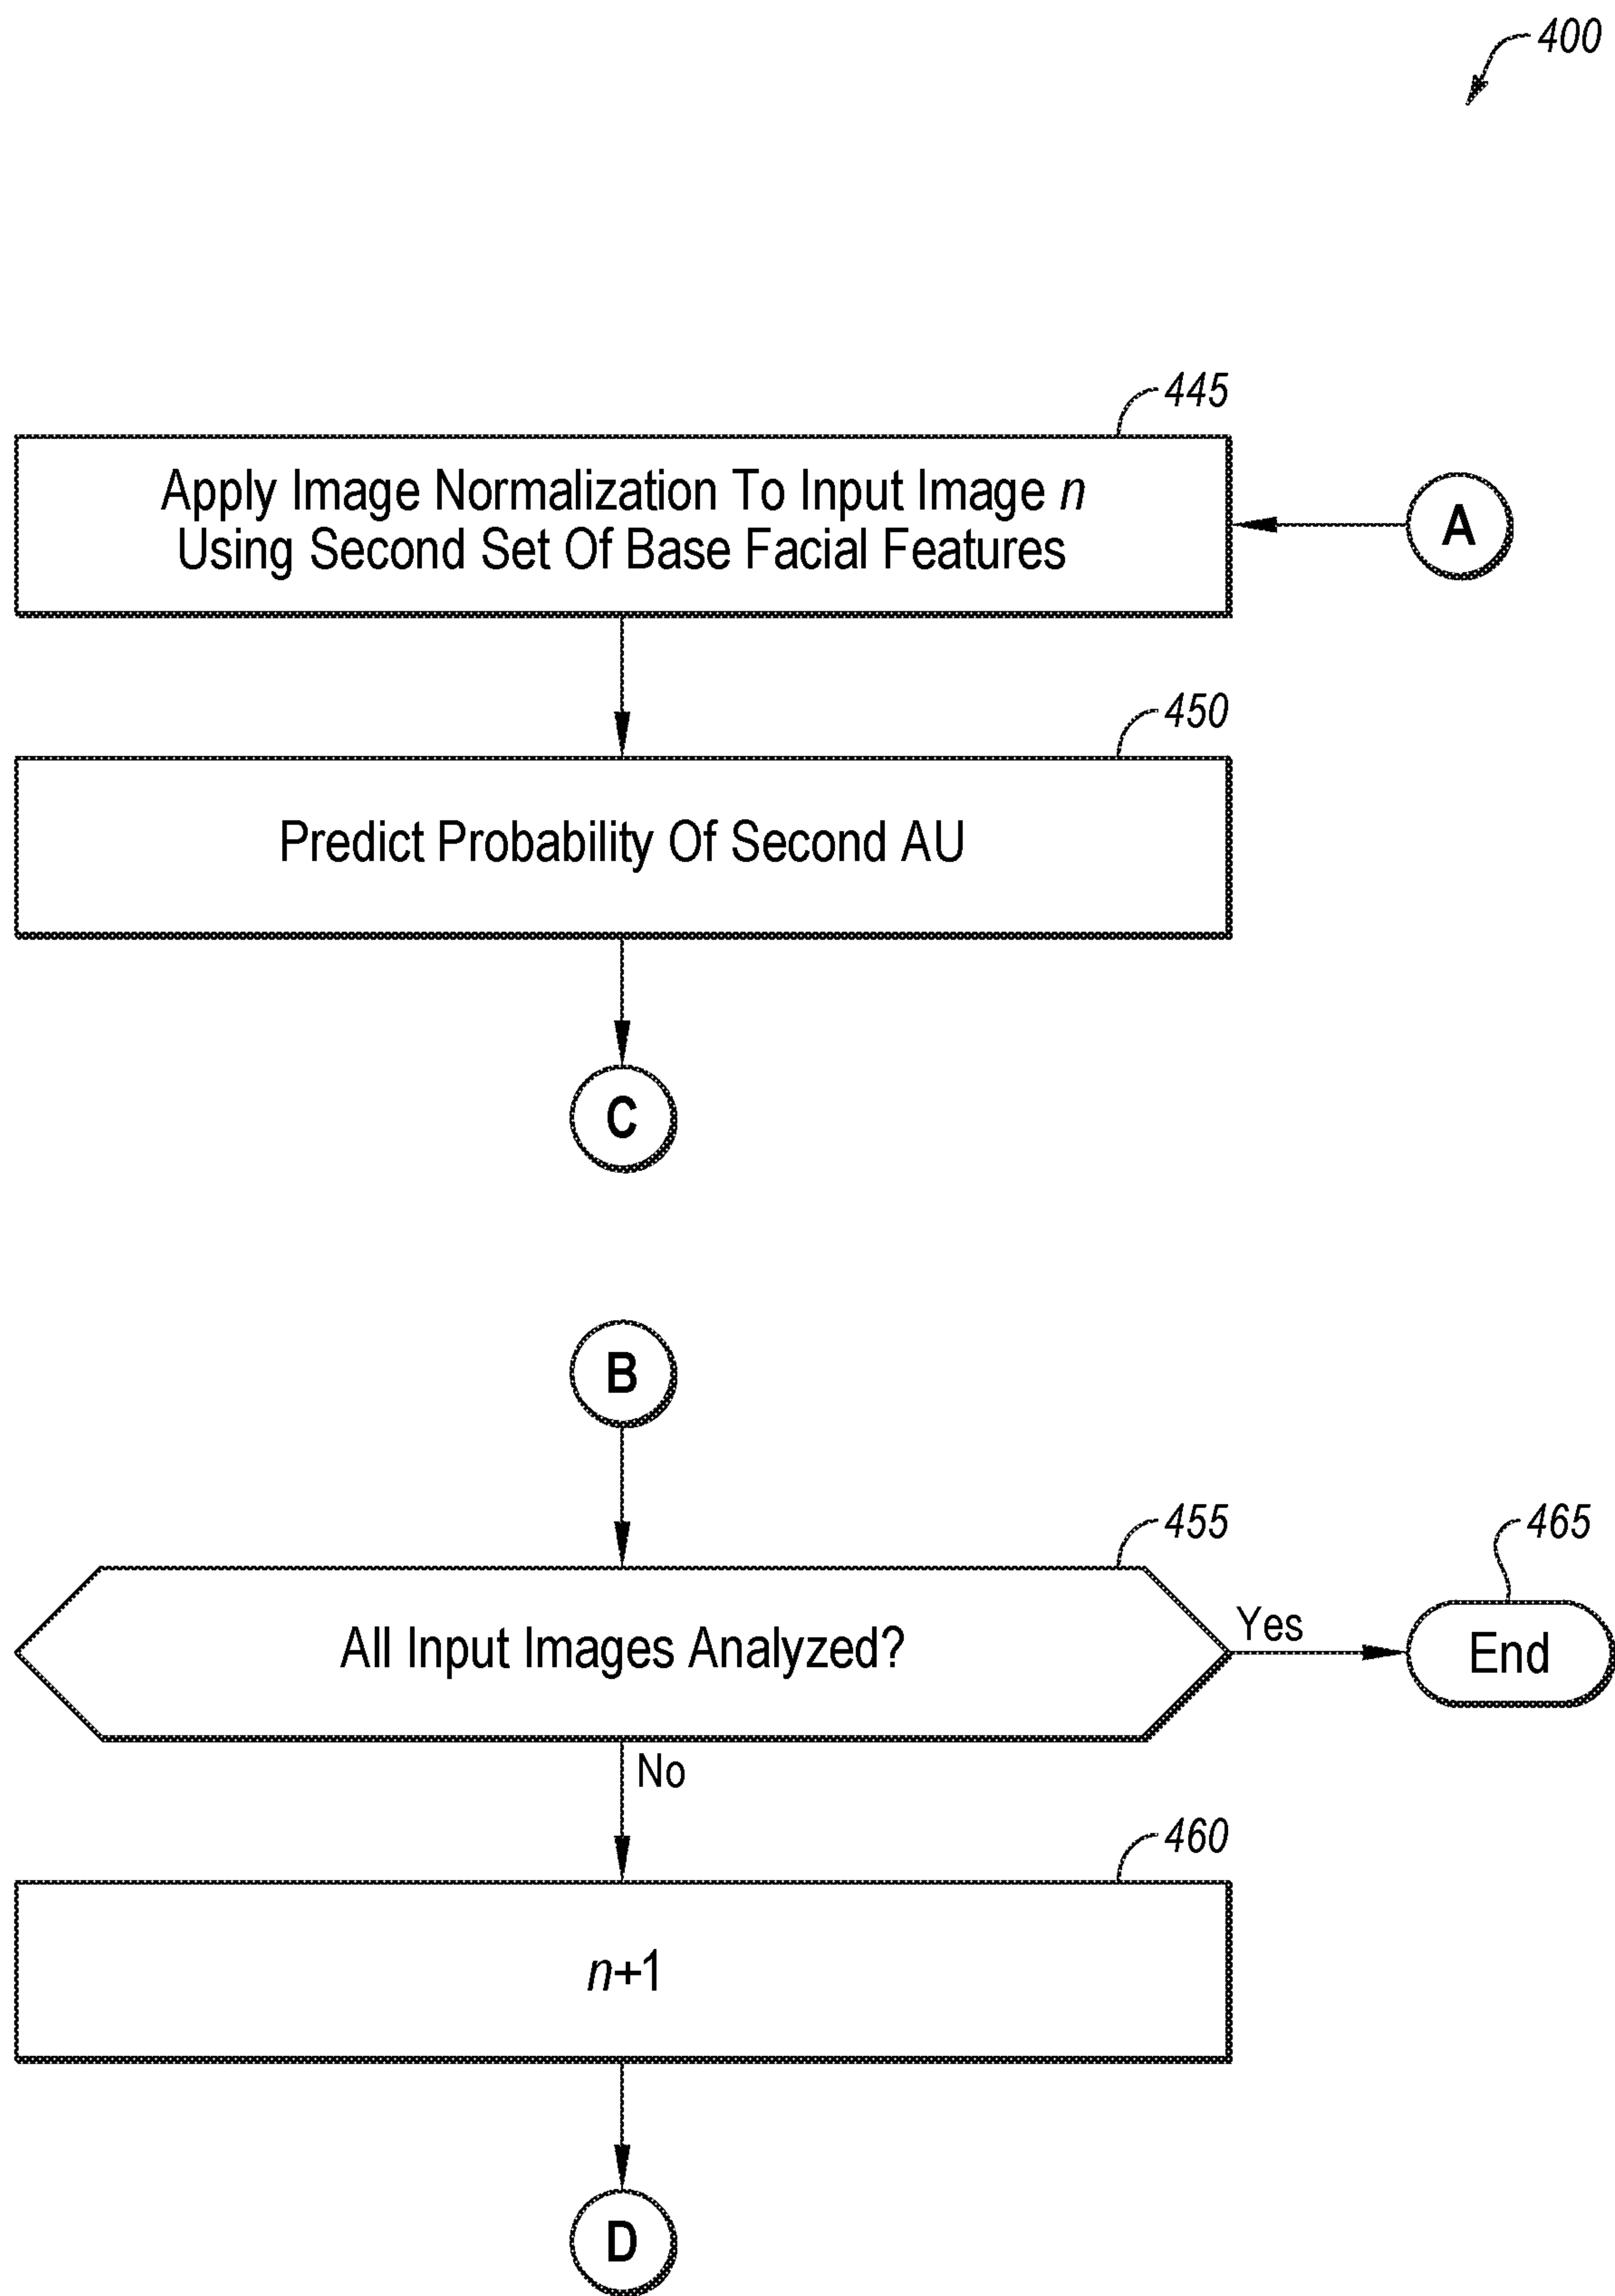 400
445
Apply Image Normalization To Input Image n
Using Second Set Of Base Facial Features
A
450
Predict Probability Of Second AU
C
B
455
465
All Input Images Analyzed?
Yes
End
No
460
n+1
D